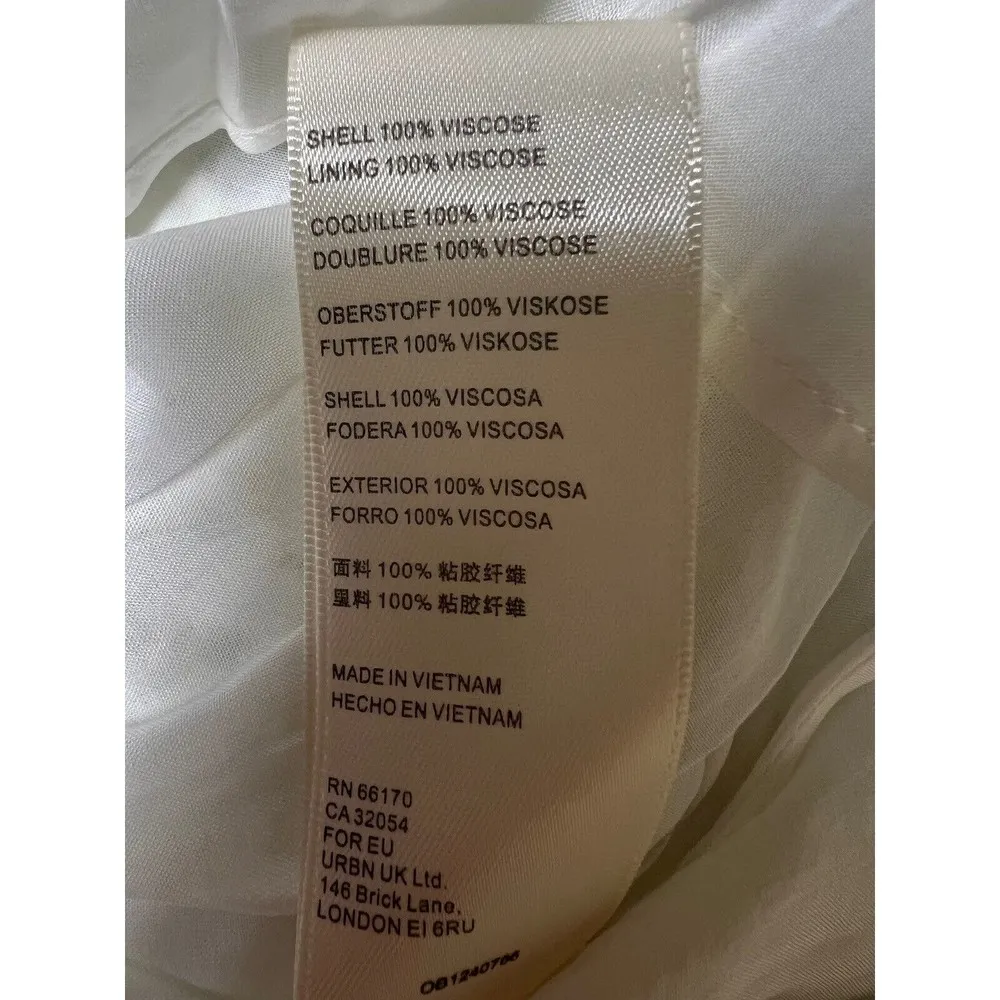 SHELL 100% VISCOSE
LINING 100% VISCOSE
COQUILLE 100% VISCOSE
DOUBLURE 100% VISCOSE
OBERSTOFF 100% VISKOSE
FUTTER 100% VISKOSE
SHELL 100% VISCOSA
FODERA 100% VISCOSA
EXTERIOR 100% VISCOSA
FORRO 100% VISCOSA
面料 100% 粘胶纤维
里料 100% 粘胶纤维
MADE IN VIETNAM
HECHO EN VIETNAM
RN 66170
CA 32054
FOR EU
URBN UK Ltd.
146 Brick Lane,
LONDON EI 6RU
OB1240766